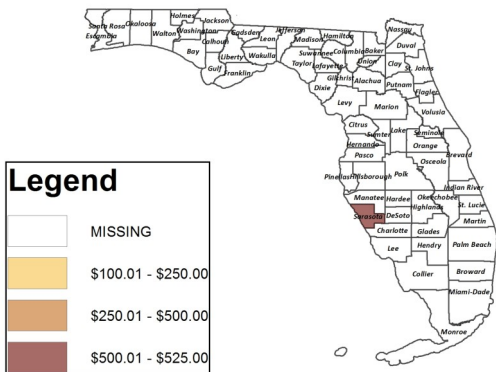 Holmes
Jackson
Santa Rosa
Okaloosa
Escambia
Walton
Washington
Bay
Calhoun
Gulf
Gadsden
Liberty
Franklin
Leon
Wakulla
Jefferson
Madison
Taylor
Hamilton
Suwannee
Lafayette
Dixie
Columbia
Gilchrist
Baker
Union
Nassau
Duval
Clay
St. Johns
Alachua
Putnam
Flagler
Levy
Marion
Volusia
Citrus
Sumter
Lake
Seminole
Hernando
Orange
Pasco
Osceola
Brevard
Pinellas
Hillsborough
Polk
Indian River
Manatee
Hardee
Okeechobee
Highlands
St. Lucie
Sarasota
DeSoto
Martin
Charlotte
Glades
Lee
Hendry
Palm Beach
Collier
Broward
Miami-Dade
Monroe
Legend
MISSING
$100.01 - $250.00
$250.01 - $500.00
$500.01 - $525.00